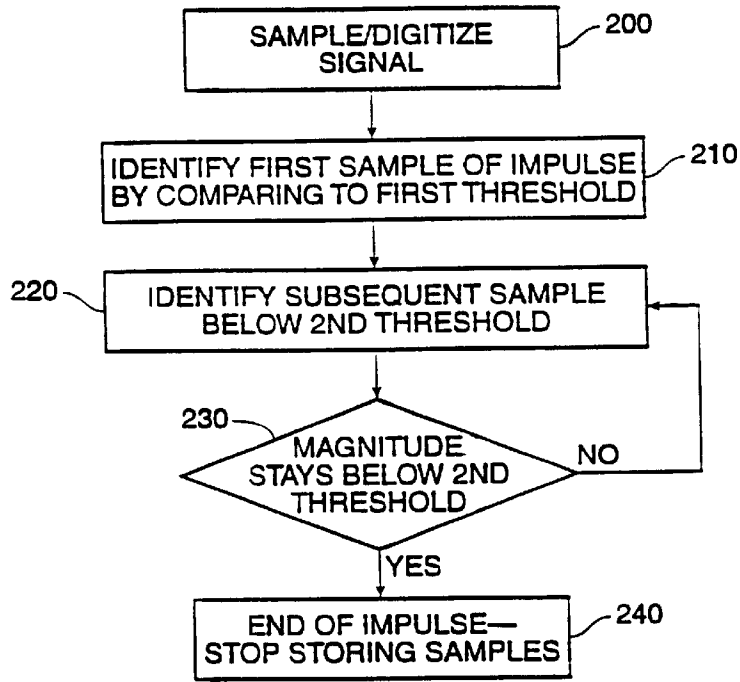 SAMPLE/DIGITIZE
SIGNAL
200
IDENTIFY FIRST SAMPLE OF IMPULSE
BY COMPARING TO FIRST THRESHOLD
210
220
IDENTIFY SUBSEQUENT SAMPLE
BELOW 2ND THRESHOLD
230
MAGNITUDE
STAYS BELOW 2ND
THRESHOLD
NO
YES
END OF IMPULSE—
STOP STORING SAMPLES
240